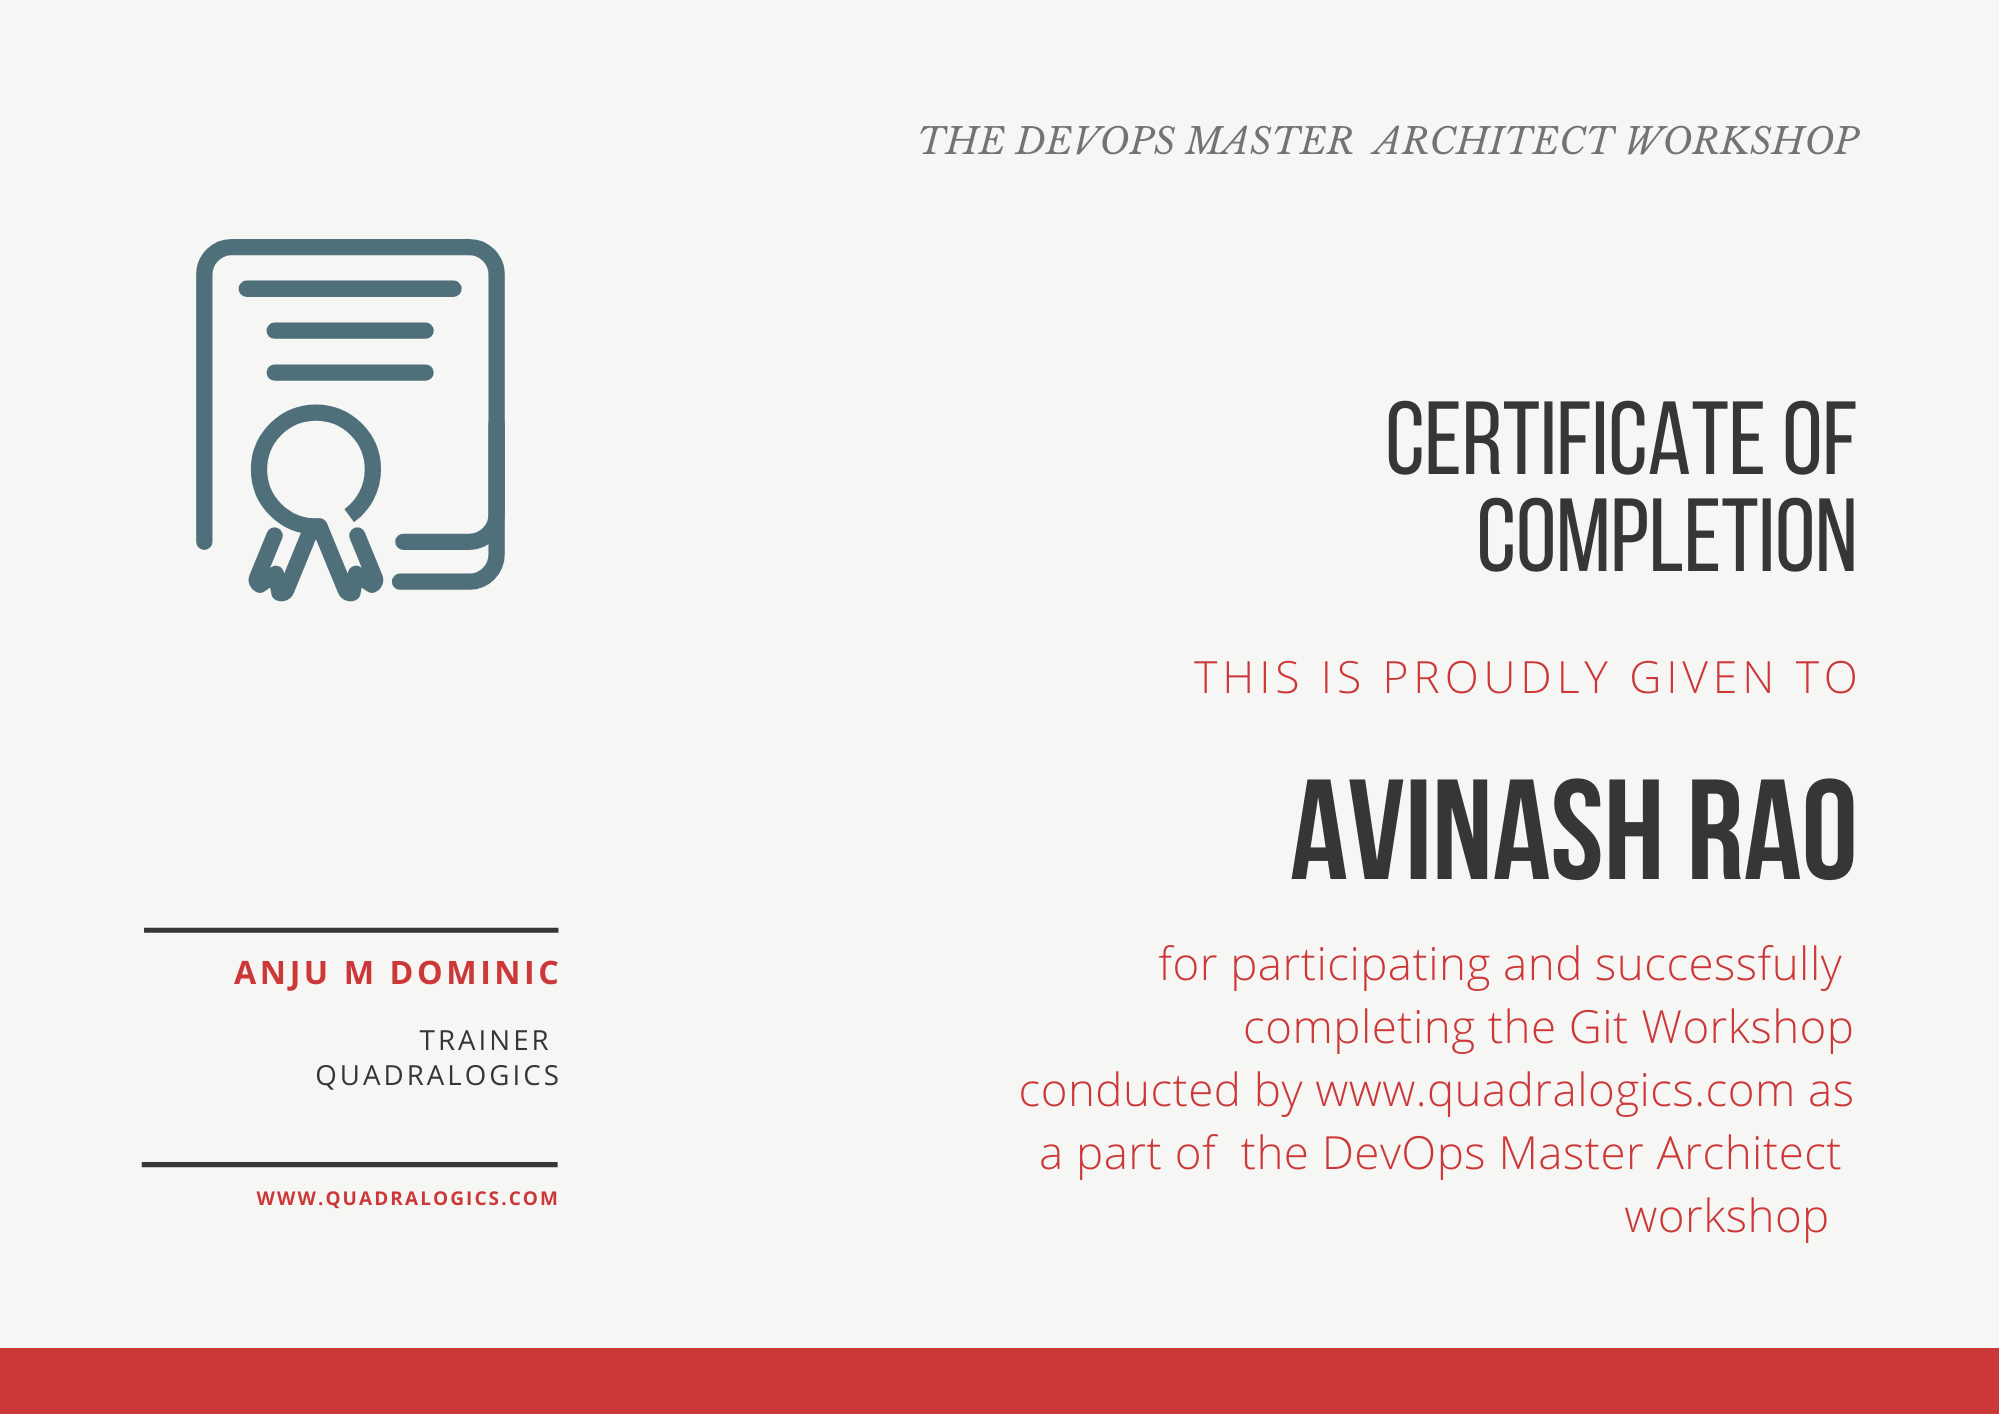 THE DEVOPS MASTER ARCHITECT WORKSHOP
CERTIFICATE OF
COMPLETION
THIS IS PROUDLY GIVEN TO
AVINASH RAO
for participating and successfully
completing the Git Workshop
conducted by www.quadralogics.com as
a part of the DevOps Master Architect
workshop
ANJU M DOMINIC
TRAINER
QUADRALOGICS
WWW.QUADRALOGICS.COM